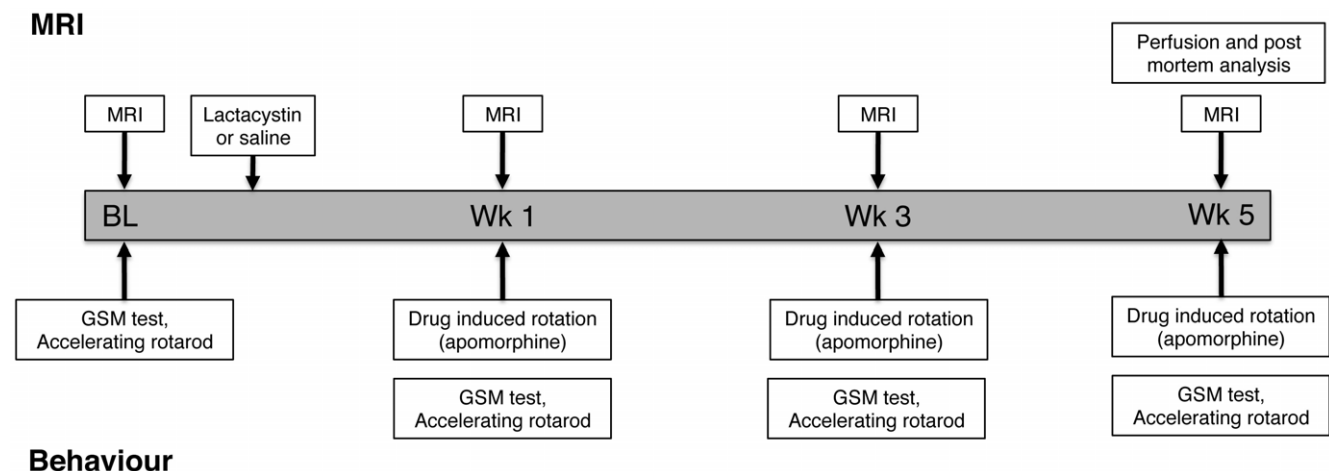 MRI
Perfusion and post
mortem analysis
MRI
Lactacystin
or saline
MRI
MRI
MRI
BL
Wk 1
Wk 3
Wk 5
GSM test,
Accelerating rotarod
Drug induced rotation
(apomorphine)
Drug induced rotation
(apomorphine)
Drug induced rotation
(apomorphine)
GSM test,
Accelerating rotarod
GSM test,
Accelerating rotarod
GSM test,
Accelerating rotarod
Behaviour